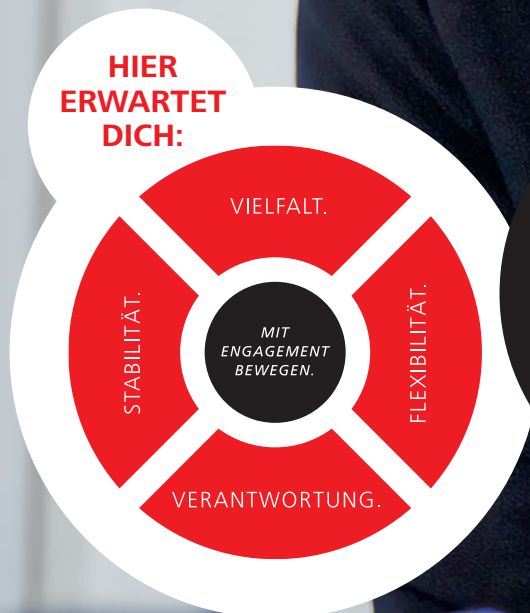 HIER
ERWARTET
DICH:
VIELFALT.
STABILITÄT.
MIT
ENGAGEMENT
BEWEGEN.
FLEXIBILITÄT.
VERANTWORTUNG.